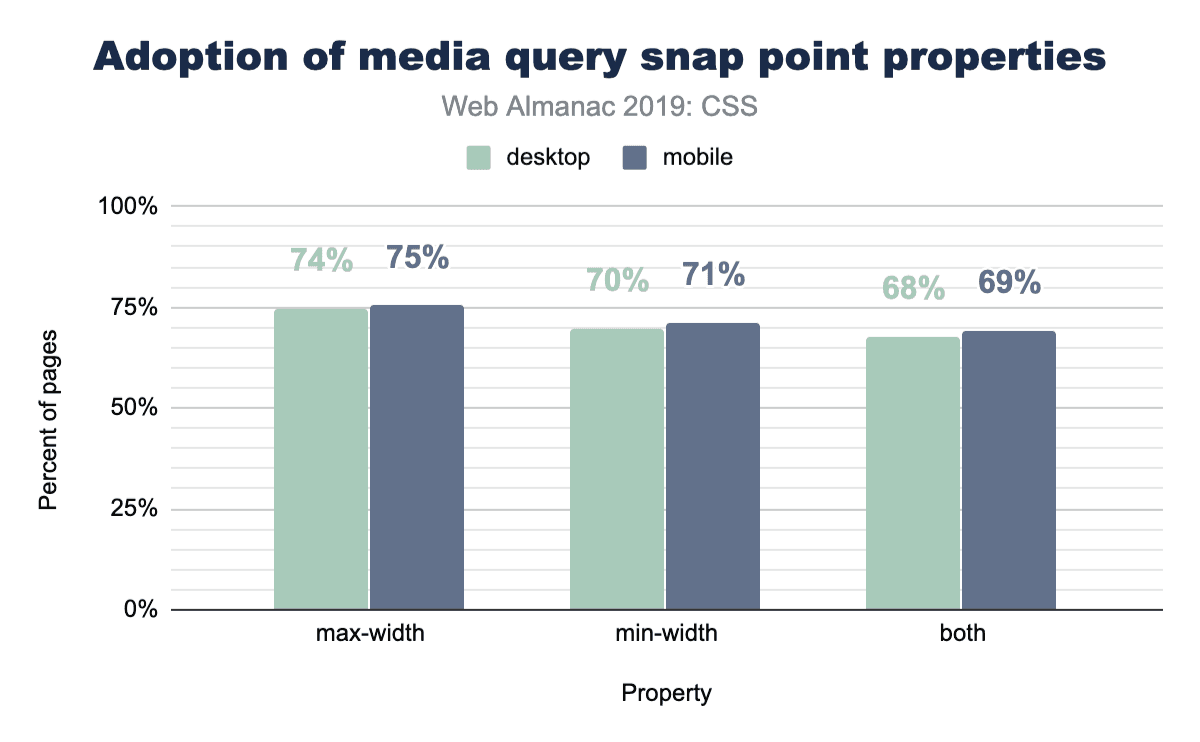 Adoption of media query snap point properties
Web Almanac 2019: CSS
desktop mobile
100%
75%
50%
25%
0%
Percent of pages
74% 75% 70% 71% 68% 69%
max-width min-width both
Property